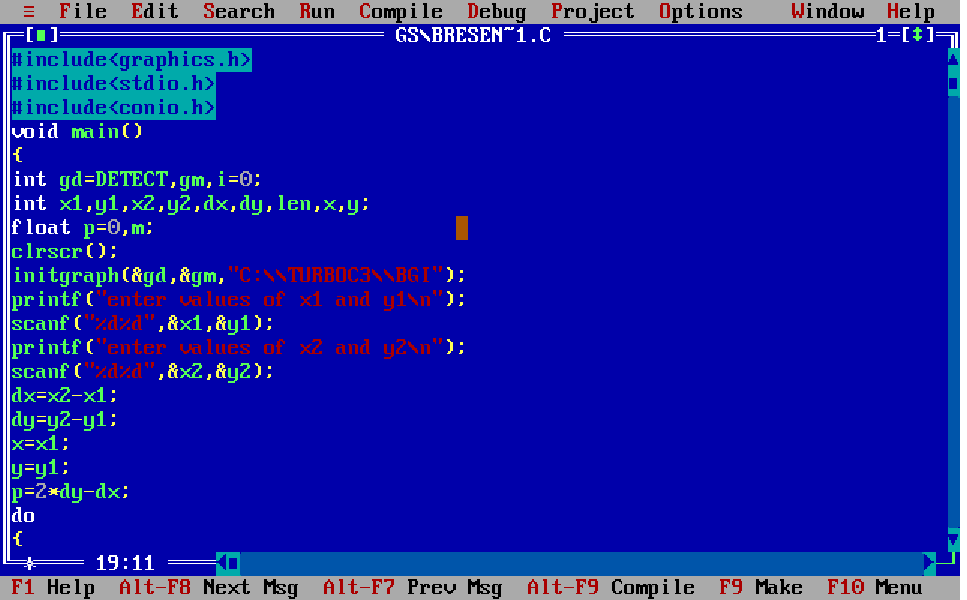 ≡ File Edit Search Run Compile Debug Project Options Window Help
[■] GS\BRESEN~1.C 1=[↕]
#include<graphics.h>
#include<stdio.h>
#include<conio.h>
void main()
{
int gd=DETECT,gm,i=0;
int x1,y1,x2,y2,dx,dy,len,x,y;
float p=0,m;
clrscr();
initgraph(&gd,&gm,"C:\\TURBOC3\\BGI");
printf("enter values of x1 and y1\n");
scanf("%d%d",&x1,&y1);
printf("enter values of x2 and y2\n");
scanf("%d%d",&x2,&y2);
dx=x2-x1;
dy=y2-y1;
x=x1;
y=y1;
p=2*dy-dx;
do
{
19:11
F1 Help Alt-F8 Next Msg Alt-F7 Prev Msg Alt-F9 Compile F9 Make F10 Menu